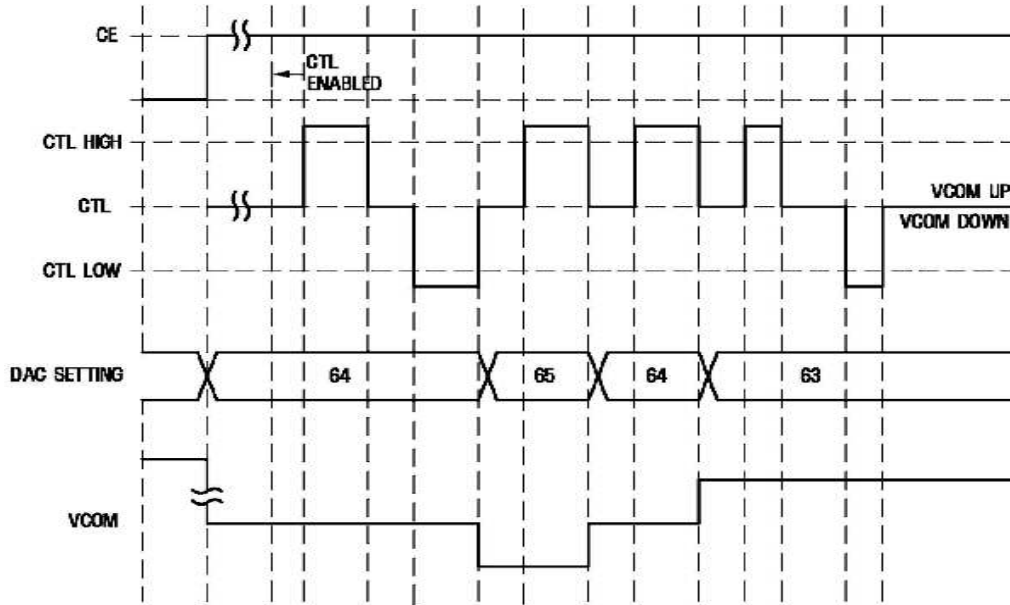 CE
CTL
ENABLED
CTL HIGH
CTL
VCOM UP
VCOM DOWN
CTL LOW
DAC SETTING
64
65
64
63
VCOM